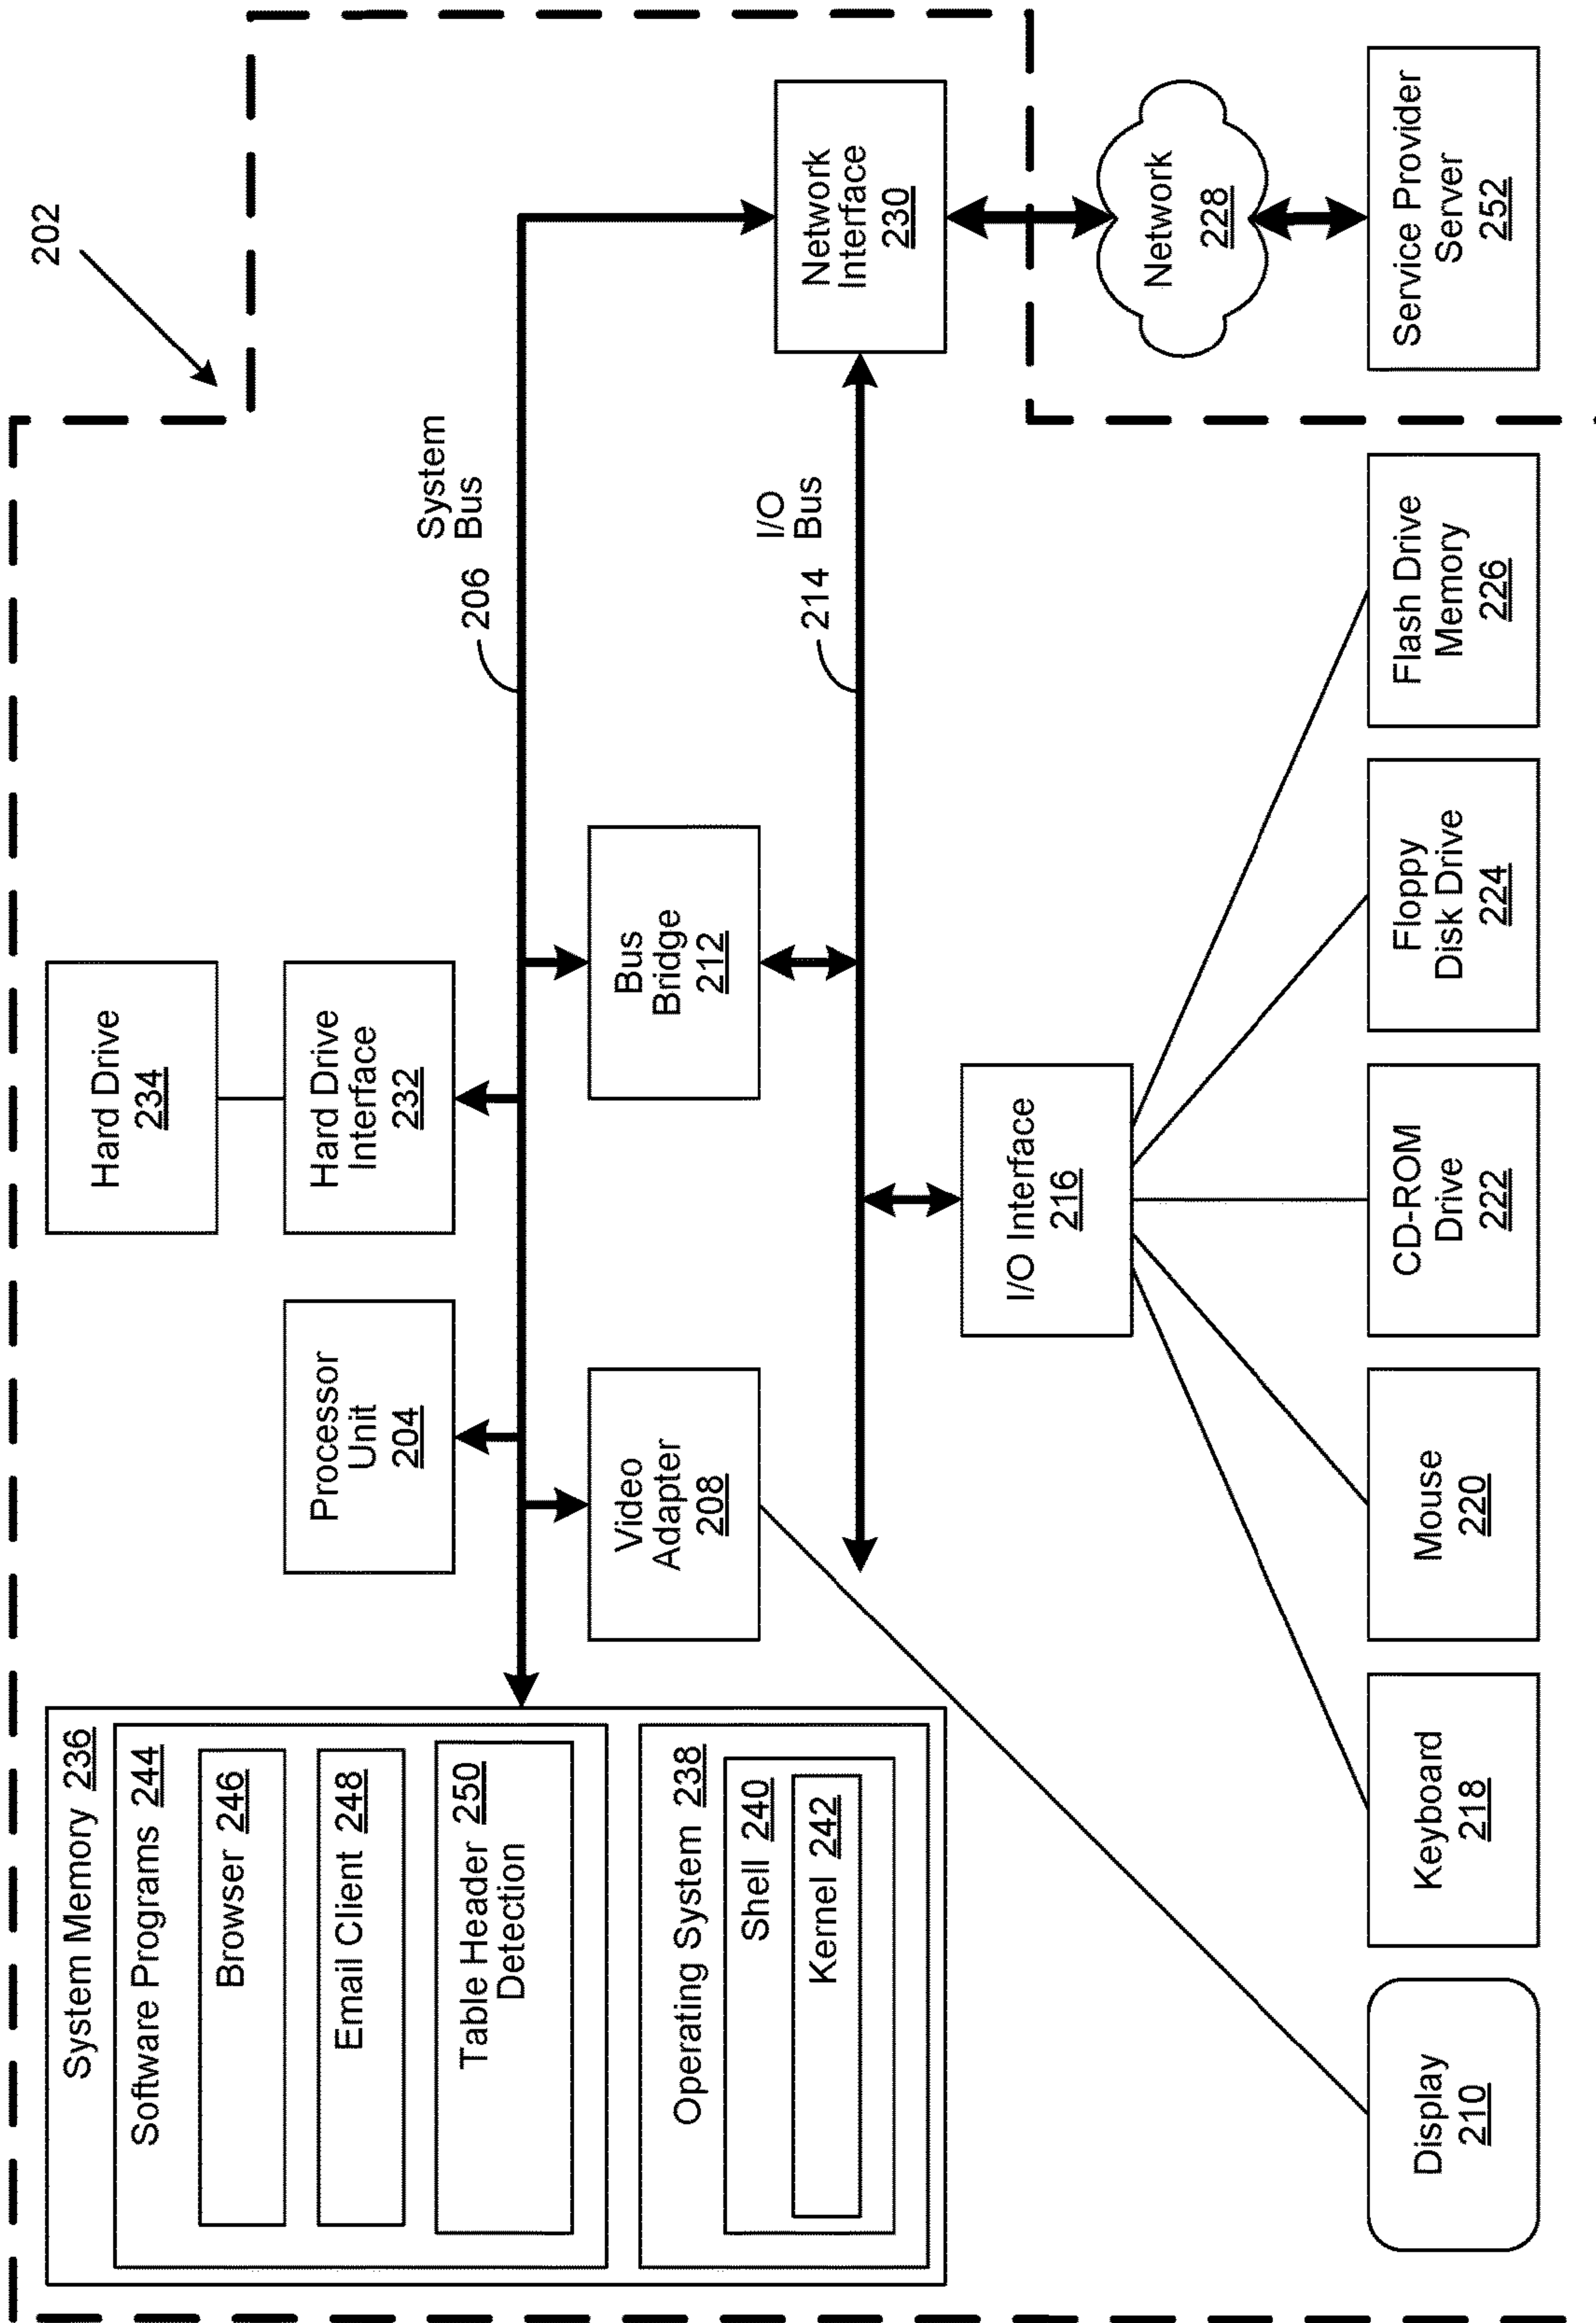 202
System Memory 236
Software Programs 244
Browser 246
Email Client 248
Table Header 250
Detection
Operating System 238
Shell 240
Kernel 242
Hard Drive
234
Processor
Unit
204
Hard Drive
Interface
232
System
206 Bus
Video
Adapter
208
Bus
Bridge
212
I/O
214 Bus
Network
Interface
230
I/O Interface
216
Network
228
Display
210
Keyboard
218
Mouse
220
CD-ROM
Drive
222
Floppy
Disk Drive
224
Flash Drive
Memory
226
Service Provider
Server
252